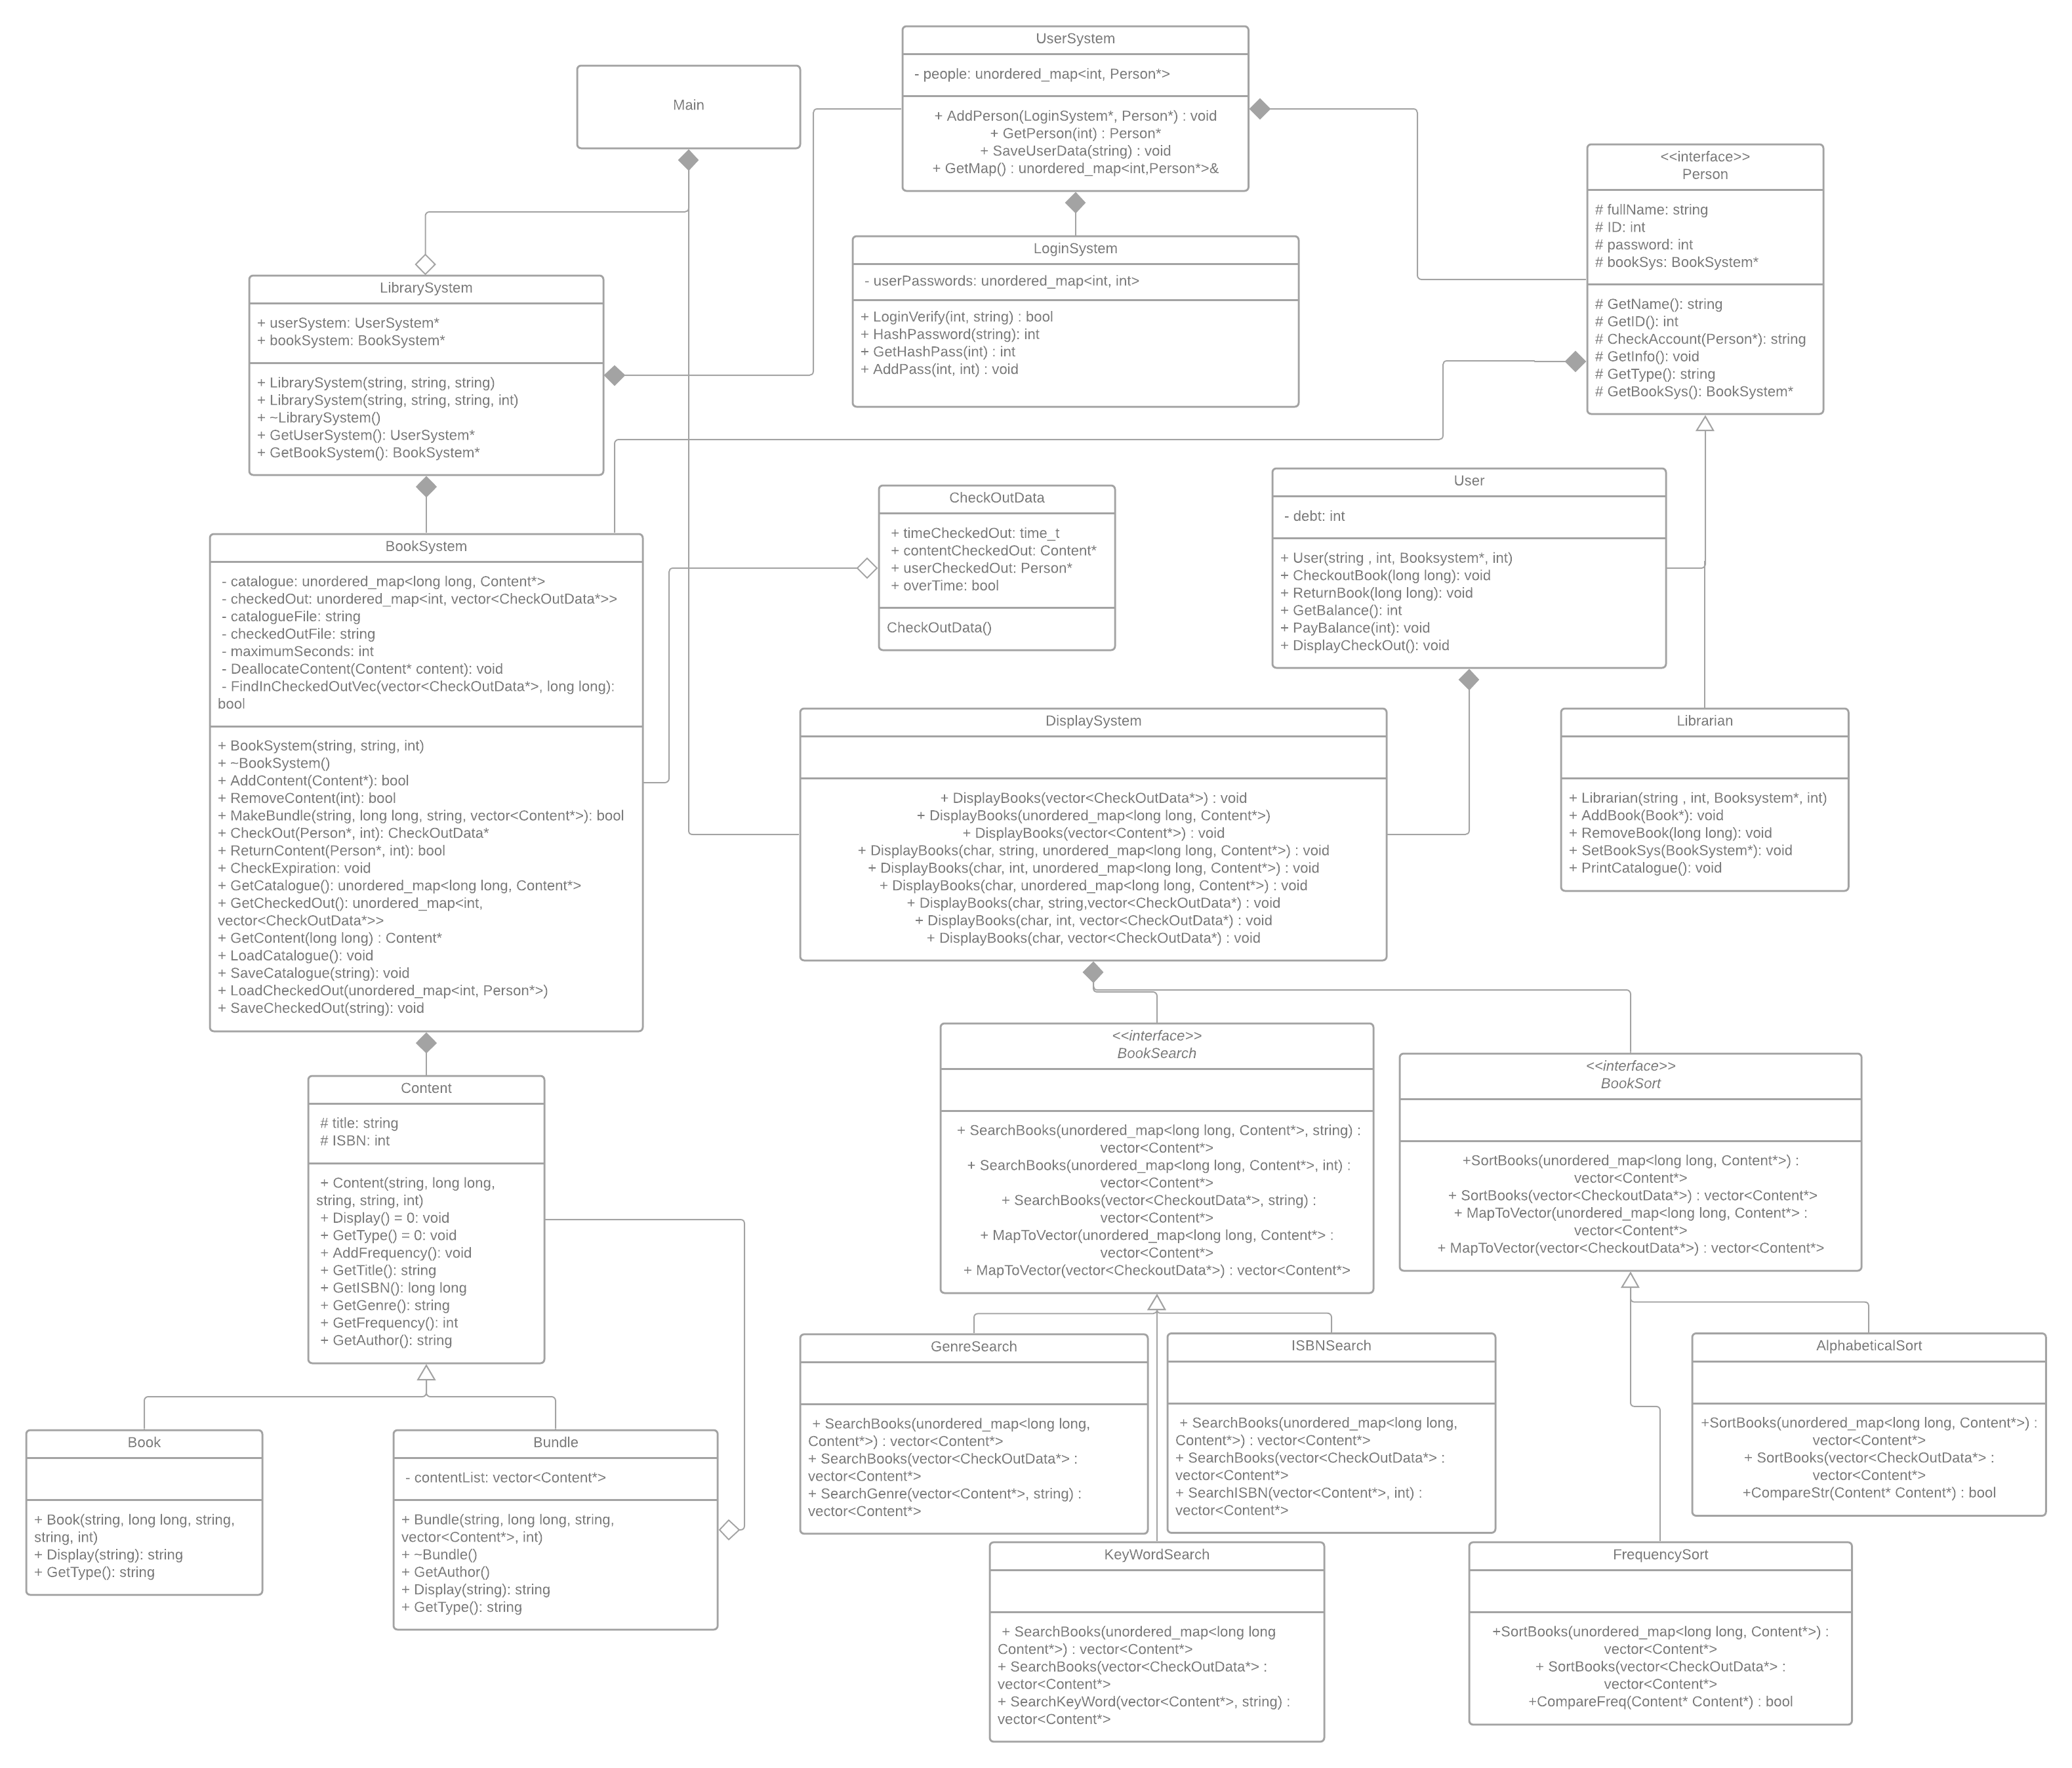 UserSystem
- people: unordered_map<int, Person*>
+ AddPerson(LoginSystem*, Person*) : void
+ GetPerson(int) : Person*
+ SaveUserData(string) : void
+ GetMap() : unordered_map<int,Person*>&
Main
<<interface>>
Person
# fullName: string
# ID: int
# password: int
# bookSys: BookSystem*
# GetName(): string
# GetID(): int
# CheckAccount(Person*): string
# GetInfo(): void
# GetType(): string
# GetBookSys(): BookSystem*
LoginSystem
- userPasswords: unordered_map<int, int>
+ LoginVerify(int, string) : bool
+ HashPassword(string): int
+ GetHashPass(int) : int
+ AddPass(int, int) : void
LibrarySystem
+ userSystem: UserSystem*
+ bookSystem: BookSystem*
+ LibrarySystem(string, string, string)
+ LibrarySystem(string, string, string, int)
+ ~LibrarySystem()
+ GetUserSystem(): UserSystem*
+ GetBookSystem(): BookSystem*
CheckOutData
+ timeCheckedOut: time_t
+ contentCheckedOut: Content*
+ userCheckedOut: Person*
+ overTime: bool
CheckOutData()
User
- debt: int
+ User(string , int, Booksystem*, int)
+ CheckoutBook(long long): void
+ ReturnBook(long long): void
+ GetBalance(): int
+ PayBalance(int): void
+ DisplayCheckOut(): void
BookSystem
- catalogue: unordered_map<long long, Content*>
- checkedOut: unordered_map<int, vector<CheckOutData*>>
- catalogueFile: string
- checkedOutFile: string
- maximumSeconds: int
- DeallocateContent(Content* content): void
- FindInCheckedOutVec(vector<CheckOutData*>, long long):
bool
+ BookSystem(string, string, int)
+ ~BookSystem()
+ AddContent(Content*): bool
+ RemoveContent(int): bool
+ MakeBundle(string, long long, string, vector<Content*>): bool
+ CheckOut(Person*, int): CheckOutData*
+ ReturnContent(Person*, int): bool
+ CheckExpiration: void
+ GetCatalogue(): unordered_map<long long, Content*>
+ GetCheckedOut(): unordered_map<int,
vector<CheckOutData*>>
+ GetContent(long long) : Content*
+ LoadCatalogue(): void
+ SaveCatalogue(string): void
+ LoadCheckedOut(unordered_map<int, Person*>)
+ SaveCheckedOut(string): void
DisplaySystem
+ DisplayBooks(vector<CheckOutData*>) : void
+ DisplayBooks(unordered_map<long long, Content*>)
+ DisplayBooks(vector<Content*>) : void
+ DisplayBooks(char, string, unordered_map<long long, Content*>) : void
+ DisplayBooks(char, int, unordered_map<long long, Content*>) : void
+ DisplayBooks(char, unordered_map<long long, Content*>) : void
+ DisplayBooks(char, string,vector<CheckOutData*) : void
+ DisplayBooks(char, int, vector<CheckOutData*) : void
+ DisplayBooks(char, vector<CheckOutData*) : void
Librarian
+ Librarian(string , int, Booksystem*, int)
+ AddBook(Book*): void
+ RemoveBook(long long): void
+ SetBookSys(BookSystem*): void
+ PrintCatalogue(): void
<<interface>>
BookSearch
+ SearchBooks(unordered_map<long long, Content*>, string) :
vector<Content*>
+ SearchBooks(unordered_map<long long, Content*>, int) :
vector<Content*>
+ SearchBooks(vector<CheckoutData*>, string) :
vector<Content*>
+ MapToVector(unordered_map<long long, Content*> :
vector<Content*>
+ MapToVector(vector<CheckoutData*>) : vector<Content*>
<<interface>>
BookSort
+SortBooks(unordered_map<long long, Content*>) :
vector<Content*>
+ SortBooks(vector<CheckoutData*>) : vector<Content*>
+ MapToVector(unordered_map<long long, Content*> :
vector<Content*>
+ MapToVector(vector<CheckoutData*>) : vector<Content*>
Content
# title: string
# ISBN: int
+ Content(string, long long,
string, string, int)
+ Display() = 0: void
+ GetType() = 0: void
+ AddFrequency(): void
+ GetTitle(): string
+ GetISBN(): long long
+ GetGenre(): string
+ GetFrequency(): int
+ GetAuthor(): string
Book
+ Book(string, long long, string,
string, int)
+ Display(string): string
+ GetType(): string
Bundle
- contentList: vector<Content*>
+ Bundle(string, long long, string,
vector<Content*>, int)
+ ~Bundle()
+ GetAuthor()
+ Display(string): string
+ GetType(): string
GenreSearch
+ SearchBooks(unordered_map<long long,
Content*>) : vector<Content*>
+ SearchBooks(vector<CheckOutData*> :
vector<Content*>
+ SearchGenre(vector<Content*>, string) :
vector<Content*>
ISBNSearch
+ SearchBooks(unordered_map<long long,
Content*>) : vector<Content*>
+ SearchBooks(vector<CheckOutData*> :
vector<Content*>
+ SearchISBN(vector<Content*>, int) :
vector<Content*>
AlphabeticalSort
+SortBooks(unordered_map<long long, Content*>) :
vector<Content*>
+ SortBooks(vector<CheckOutData*> :
vector<Content*>
+CompareStr(Content* Content*) : bool
KeyWordSearch
+ SearchBooks(unordered_map<long long
Content*>) : vector<Content*>
+ SearchBooks(vector<CheckOutData*> :
vector<Content*>
+ SearchKeyWord(vector<Content*>, string) :
vector<Content*>
FrequencySort
+SortBooks(unordered_map<long long, Content*>) :
vector<Content*>
+ SortBooks(vector<CheckOutData*> :
vector<Content*>
+CompareFreq(Content* Content*) : bool